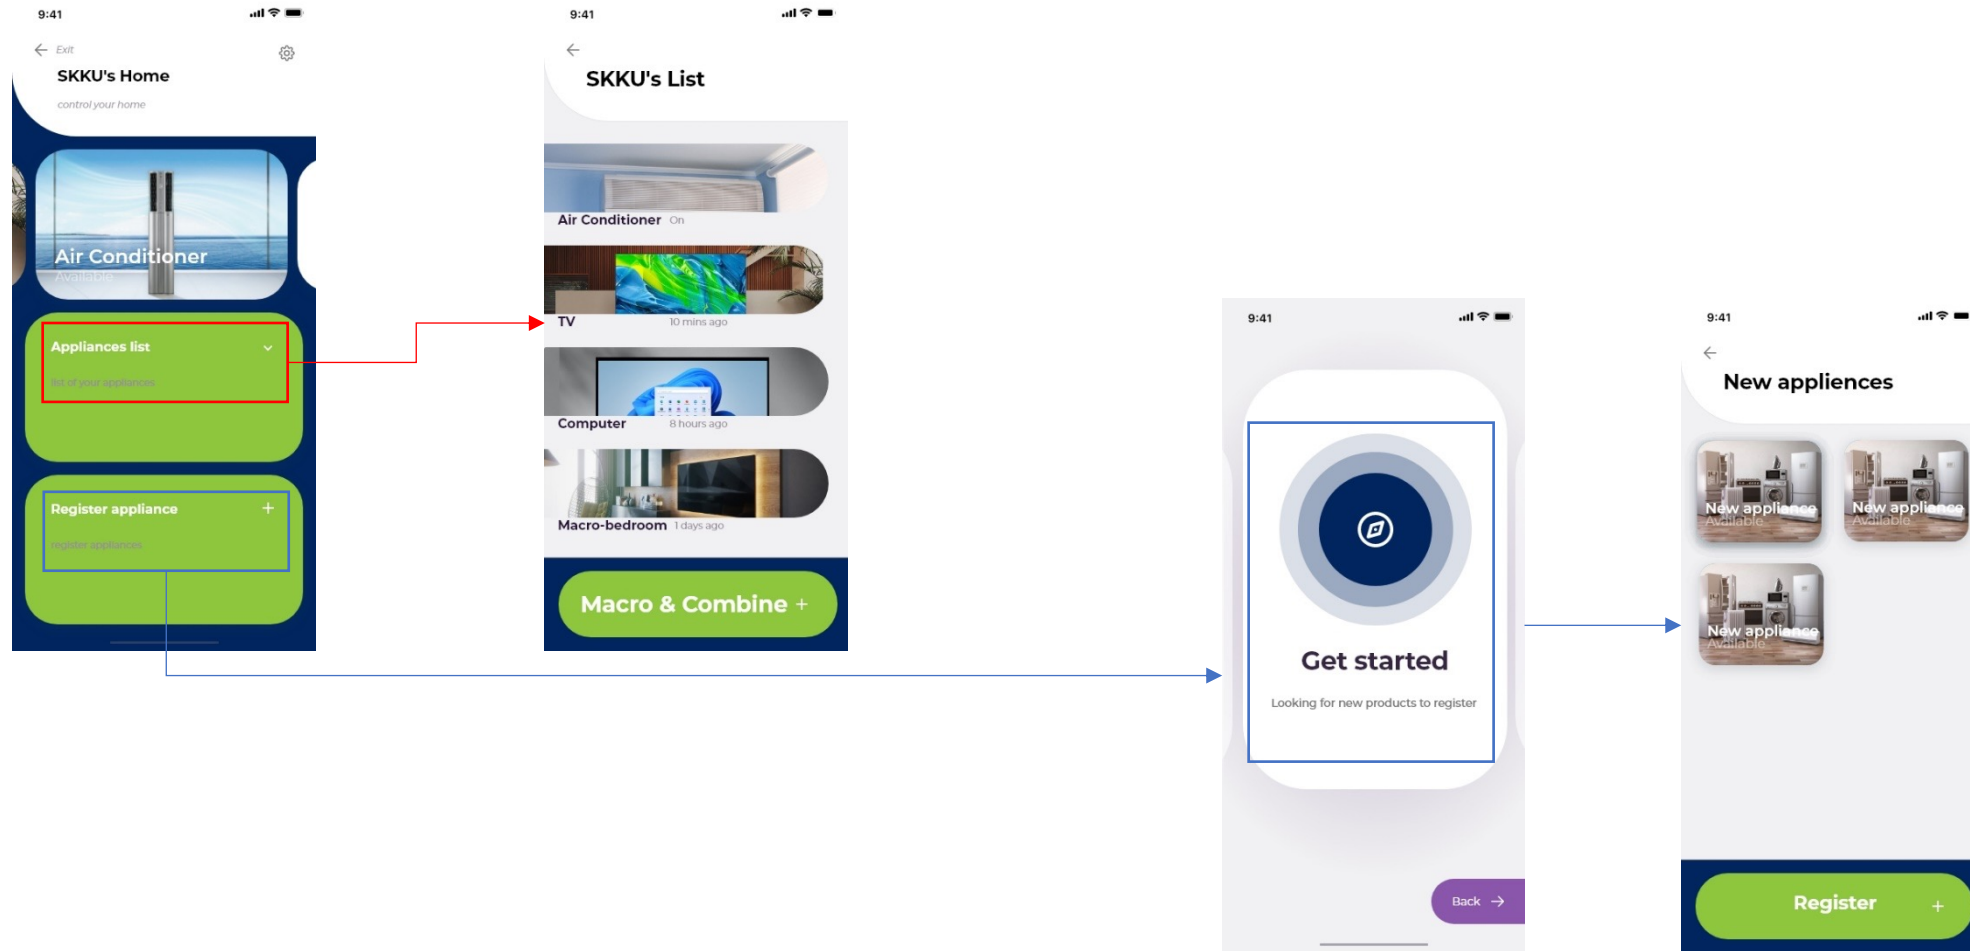 9:41
Exit
SKKU's Home
control your home
Air Conditioner
Available
Appliances list
list of your appliances
Register appliance
register appliances
9:41
SKKU's List
Air Conditioner On
TV 10 mins ago
Computer 8 hours ago
Macro-bedroom 1 days ago
Macro & Combine +
9:41
Get started
Looking for new products to register
Back
9:41
New appliences
New appliance
Available
New appliance
Available
New appliance
Available
Register +